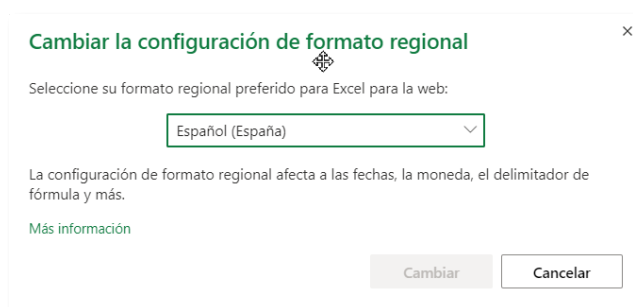 Cambiar la configuración de formato regional
Seleccione su formato regional preferido para Excel para la web:
Español (España)
La configuración de formato regional afecta a las fechas, la moneda, el delimitador de
fórmula y más.
Más información
Cambiar
Cancelar